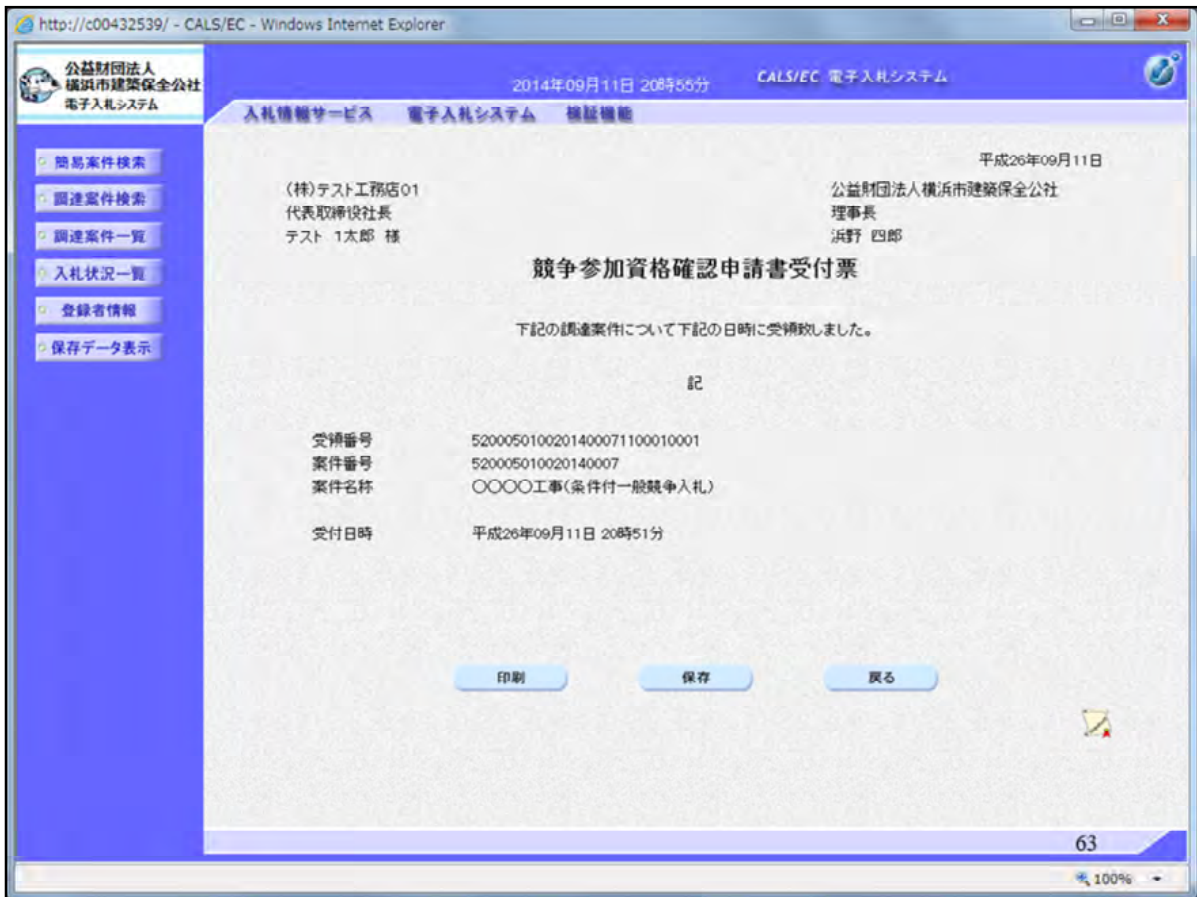 http://c00432539/ - CALS/EC - Windows Internet Explorer
公益財団法人
横浜市建築保全公社
電子入札システム
2014年09月11日 20時55分
CALS/EC 電子入札システム
入札情報サービス 電子入札システム 検証機能
簡易案件検索
調達案件検索
調達案件一覧
入札状況一覧
登録者情報
保存データ表示
平成26年09月11日
(株)テスト工務店01
代表取締役社長
テスト 1太郎 様
公益財団法人横浜市建築保全公社
理事長
浜野 四郎
競争参加資格確認申請書受付票
下記の調達案件について下記の日時に受領致しました。
記
受領番号 5200050100201400071100010001
案件番号 520005010020140007
案件名称 〇〇〇〇工事(条件付一般競争入札)
受付日時 平成26年09月11日 20時51分
印刷 保存 戻る
63
100%